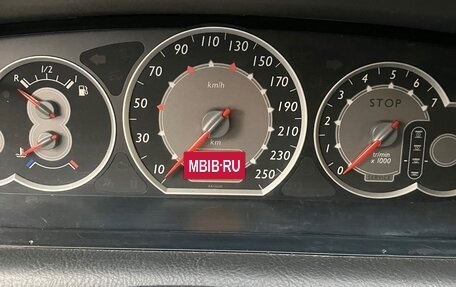 R 1/2
10 30 50 70 90 110 130 150 170 190 210 230 250
km/h
km
MBIB·RU
0 1 2 3 4 5 6 7
STOP
tr/min
x 1000
SERVICE